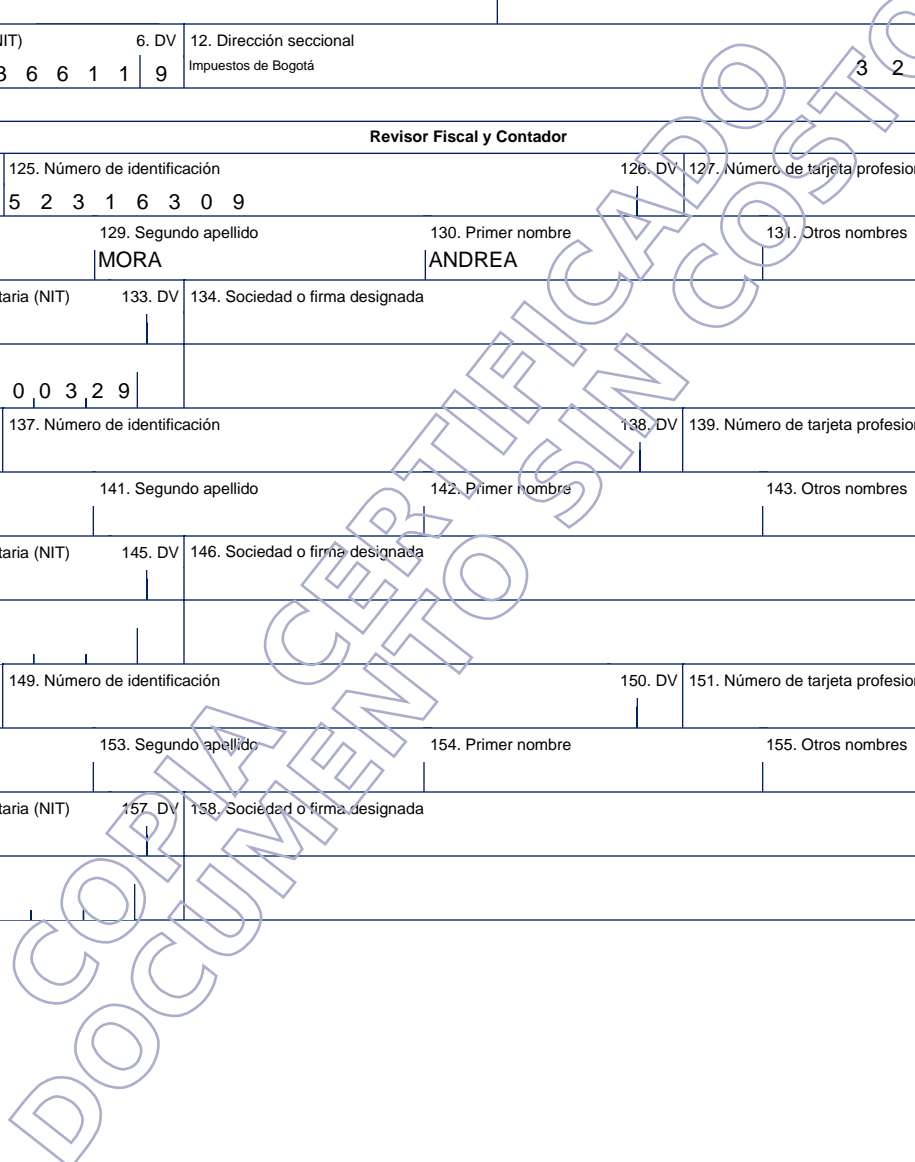 IT) 6. DV 12. Dirección seccional
3 6 6 1 1 9 Impuestos de Bogotá 3 2
Revisor Fiscal y Contador
125. Número de identificación 126. DV 127. Número de tarjeta profesion
5 2 3 1 6 3 0 9
129. Segundo apellido 130. Primer nombre 131. Otros nombres
MORA ANDREA
taria (NIT) 133. DV 134. Sociedad o firma designada
0 0 3 2 9
137. Número de identificación 138. DV 139. Número de tarjeta profesion
141. Segundo apellido 142. Primer nombre 143. Otros nombres
taria (NIT) 145. DV 146. Sociedad o firma designada
149. Número de identificación 150. DV 151. Número de tarjeta profesion
153. Segundo apellido 154. Primer nombre 155. Otros nombres
taria (NIT) 157. DV 158. Sociedad o firma designada
COPIA CERTIFICADO
DOCUMENTO SIN COSTO